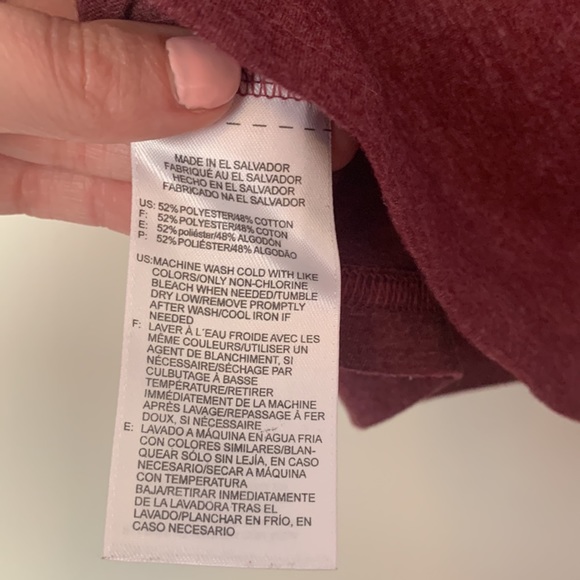 MADE IN EL SALVADOR
FABRIQUÉ AU EL SALVADOR
HECHO EN EL SALVADOR
FABRICADO NA EL SALVADOR
US: 52% POLYESTER/48% COTTON
F: 52% POLYESTER/48% COTON
E: 52% poliéster/48% ALGODÓN
P: 52% POLIÉSTER/48% ALGODÃO
US:MACHINE WASH COLD WITH LIKE
COLORS/ONLY NON-CHLORINE
BLEACH WHEN NEEDED/TUMBLE
DRY LOW/REMOVE PROMPTLY
AFTER WASH/COOL IRON IF
NEEDED
F: LAVER À L'EAU FROIDE AVEC LES
MÊME COULEURS/UTILISER UN
AGENT DE BLANCHIMENT, SI
NÉCESSAIRE/SÉCHAGE PAR
CULBUTAGE À BASSE
TEMPÉRATURE/RETIRER
IMMÉDIATEMENT DE LA MACHINE
APRÉS LAVAGE/REPASSAGE À FER
DOUX, SI NÉCESSAIRE
E: LAVADO A MÁQUINA EN AGUA FRIA
CON COLORES SIMILARES/BLAN-
QUEAR SÓLO SIN LEJÍA, EN CASO
NECESARIO/SECAR A MÁQUINA
CON TEMPERATURA
BAJA/RETIRAR INMEDIATAMENTE
DE LA LAVADORA TRAS EL
LAVADO/PLANCHAR EN FRÍO, EN
CASO NECESARIO